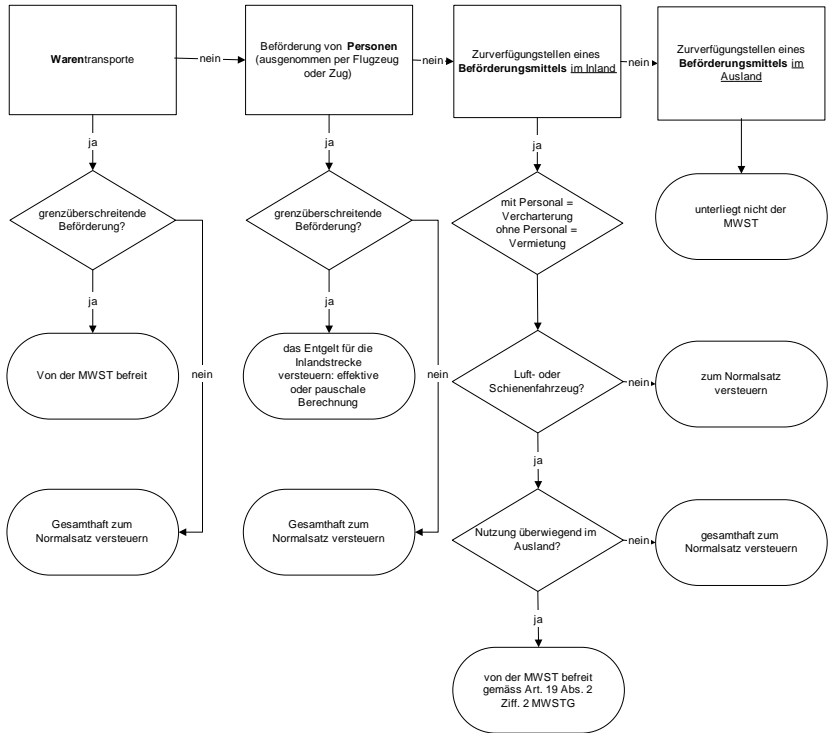 Warentransporte
nein
Beförderung von Personen
(ausgenommen per Flugzeug
oder Zug)
nein
Zurverfügungstellen eines
Beförderungsmittels im Inland
nein
Zurverfügungstellen eines
Beförderungsmittels im
Ausland
ja
ja
ja
grenzüberschreitende
Beförderung?
grenzüberschreitende
Beförderung?
mit Personal =
Vercharterung
ohne Personal =
Vermietung
unterliegt nicht der
MWST
ja
nein
ja
nein
Von der MWST befreit
das Entgelt für die
Inlandstrecke
versteuern: effektive
oder pauschale
Berechnung
Luft- oder
Schienenfahrzeug?
nein
zum Normalsatz
versteuern
ja
Gesamthaft zum
Normalsatz versteuern
Gesamthaft zum
Normalsatz versteuern
Nutzung überwiegend im
Ausland?
nein
gesamthaft zum
Normalsatz versteuern
ja
von der MWST befreit
gemäss Art. 19 Abs. 2
Ziff. 2 MWSTG